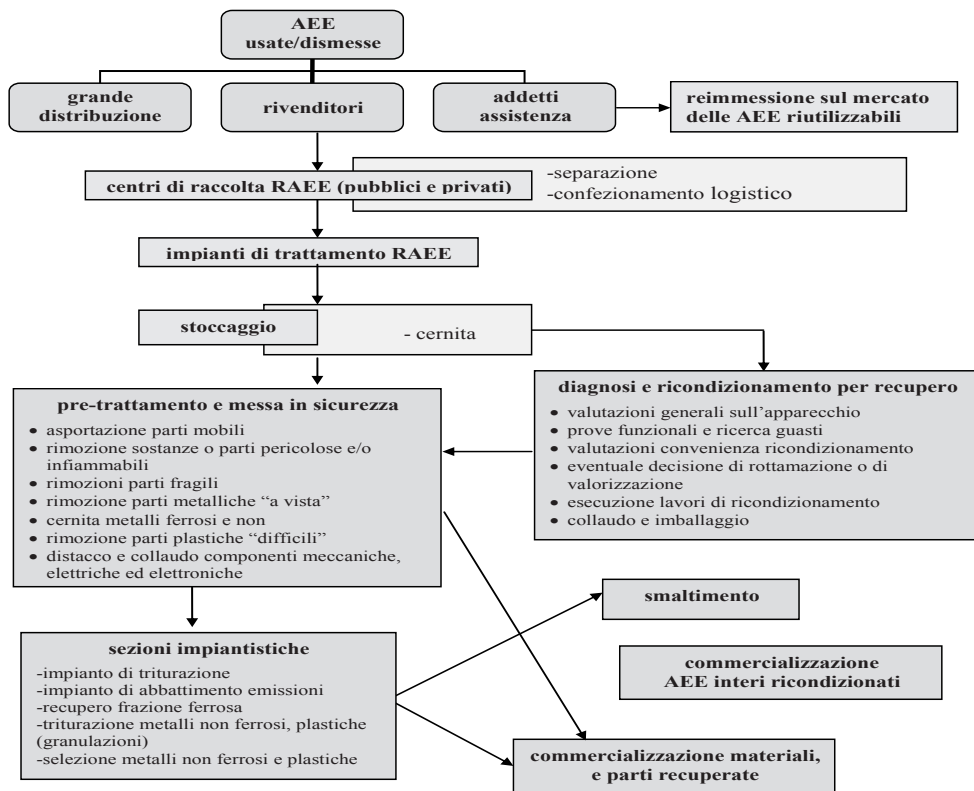 AEE
usate/dismesse
grande
distribuzione
rivenditori
addetti
assistenza
reimmessione sul mercato
delle AEE riutilizzabili
centri di raccolta RAEE (pubblici e privati)
-separazione
-confezionamento logistico
impianti di trattamento RAEE
stoccaggio
- cernita
pre-trattamento e messa in sicurezza
• asportazione parti mobili
• rimozione sostanze o parti pericolose e/o
infiammabili
• rimozioni parti fragili
• rimozione parti metalliche “a vista”
• cernita metalli ferrosi e non
• rimozione parti plastiche “difficili”
• distacco e collaudo componenti meccaniche,
elettriche ed elettroniche
diagnosi e ricondizionamento per recupero
• valutazioni generali sull’apparecchio
• prove funzionali e ricerca guasti
• valutazioni convenienza ricondizionamento
• eventuale decisione di rottamazione o di
valorizzazione
• esecuzione lavori di ricondizionamento
• collaudo e imballaggio
sezioni impiantistiche
-impianto di triturazione
-impianto di abbattimento emissioni
-recupero frazione ferrosa
-triturazione metalli non ferrosi, plastiche
(granulazioni)
-selezione metalli non ferrosi e plastiche
smaltimento
commercializzazione
AEE interi ricondizionati
commercializzazione materiali,
e parti recuperate